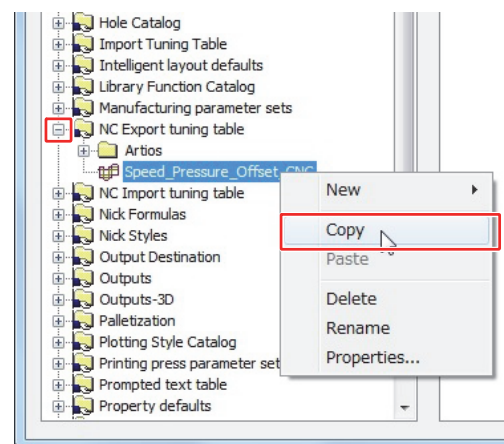 Hole Catalog
Import Tuning Table
Intelligent layout defaults
Library Function Catalog
Manufacturing parameter sets
NC Export tuning table
Artios
Speed_Pressure_Offset_CNC
NC Import tuning table
Nick Formulas
Nick Styles
Output Destination
Outputs
Outputs-3D
Palletization
Plotting Style Catalog
Printing press parameter set
Prompted text table
Property defaults
New
Copy
Paste
Delete
Rename
Properties...